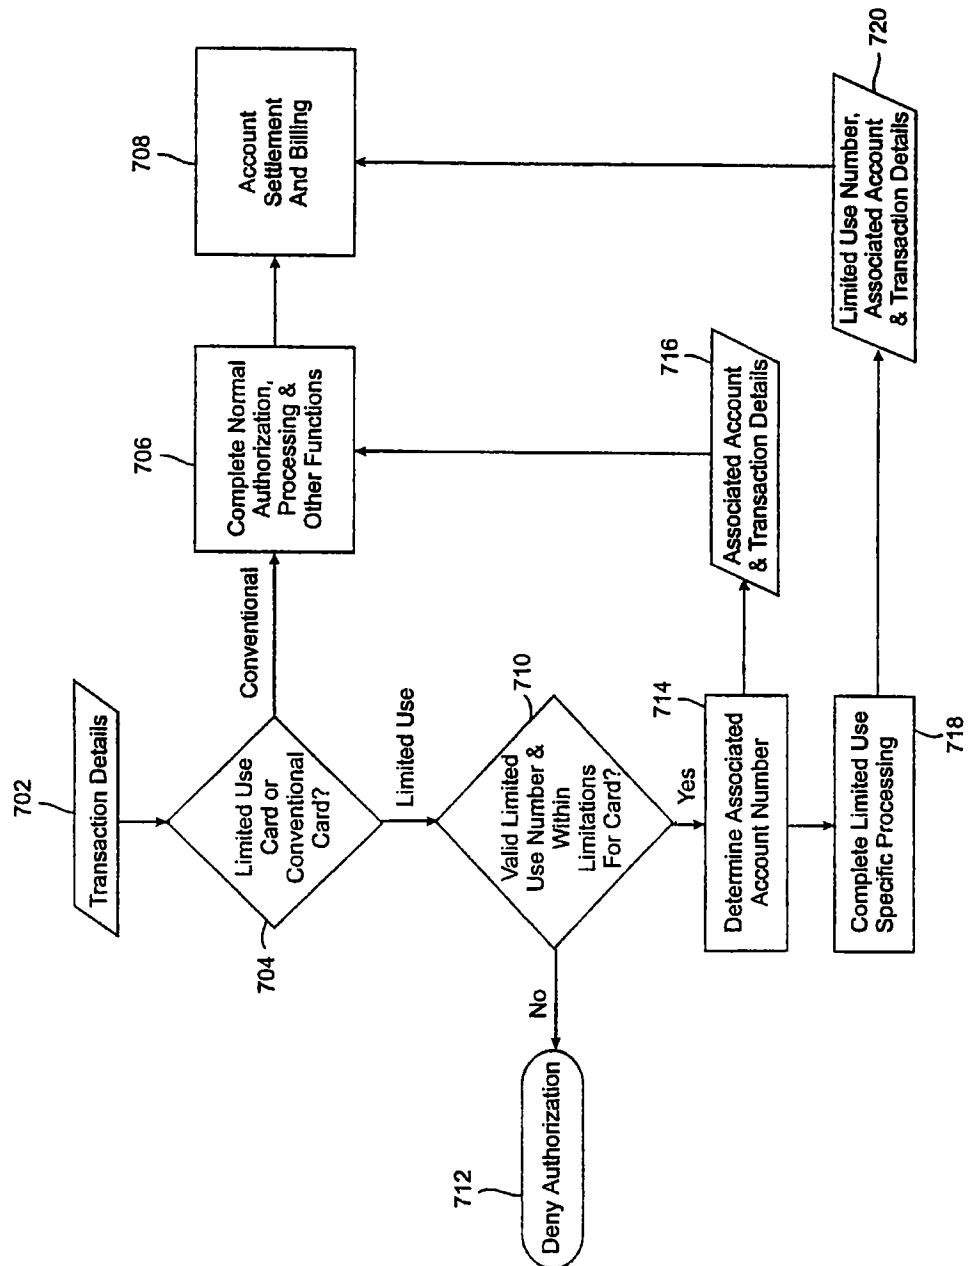 702
Transaction Details
Limited Use
Card or
Conventional
Card?
704
Conventional
Complete Normal
Authorization,
Processing &
Other Functions
706
Account
Settlement
And Billing
708
Limited Use
Valid Limited
Use Number &
Within
Limitations
For Card?
710
No
Deny Authorization
712
Yes
Determine Associated
Account Number
714
Associated Account
& Transaction Details
716
Complete Limited Use
Specific Processing
718
Limited Use Number,
Associated Account
& Transaction Details
720